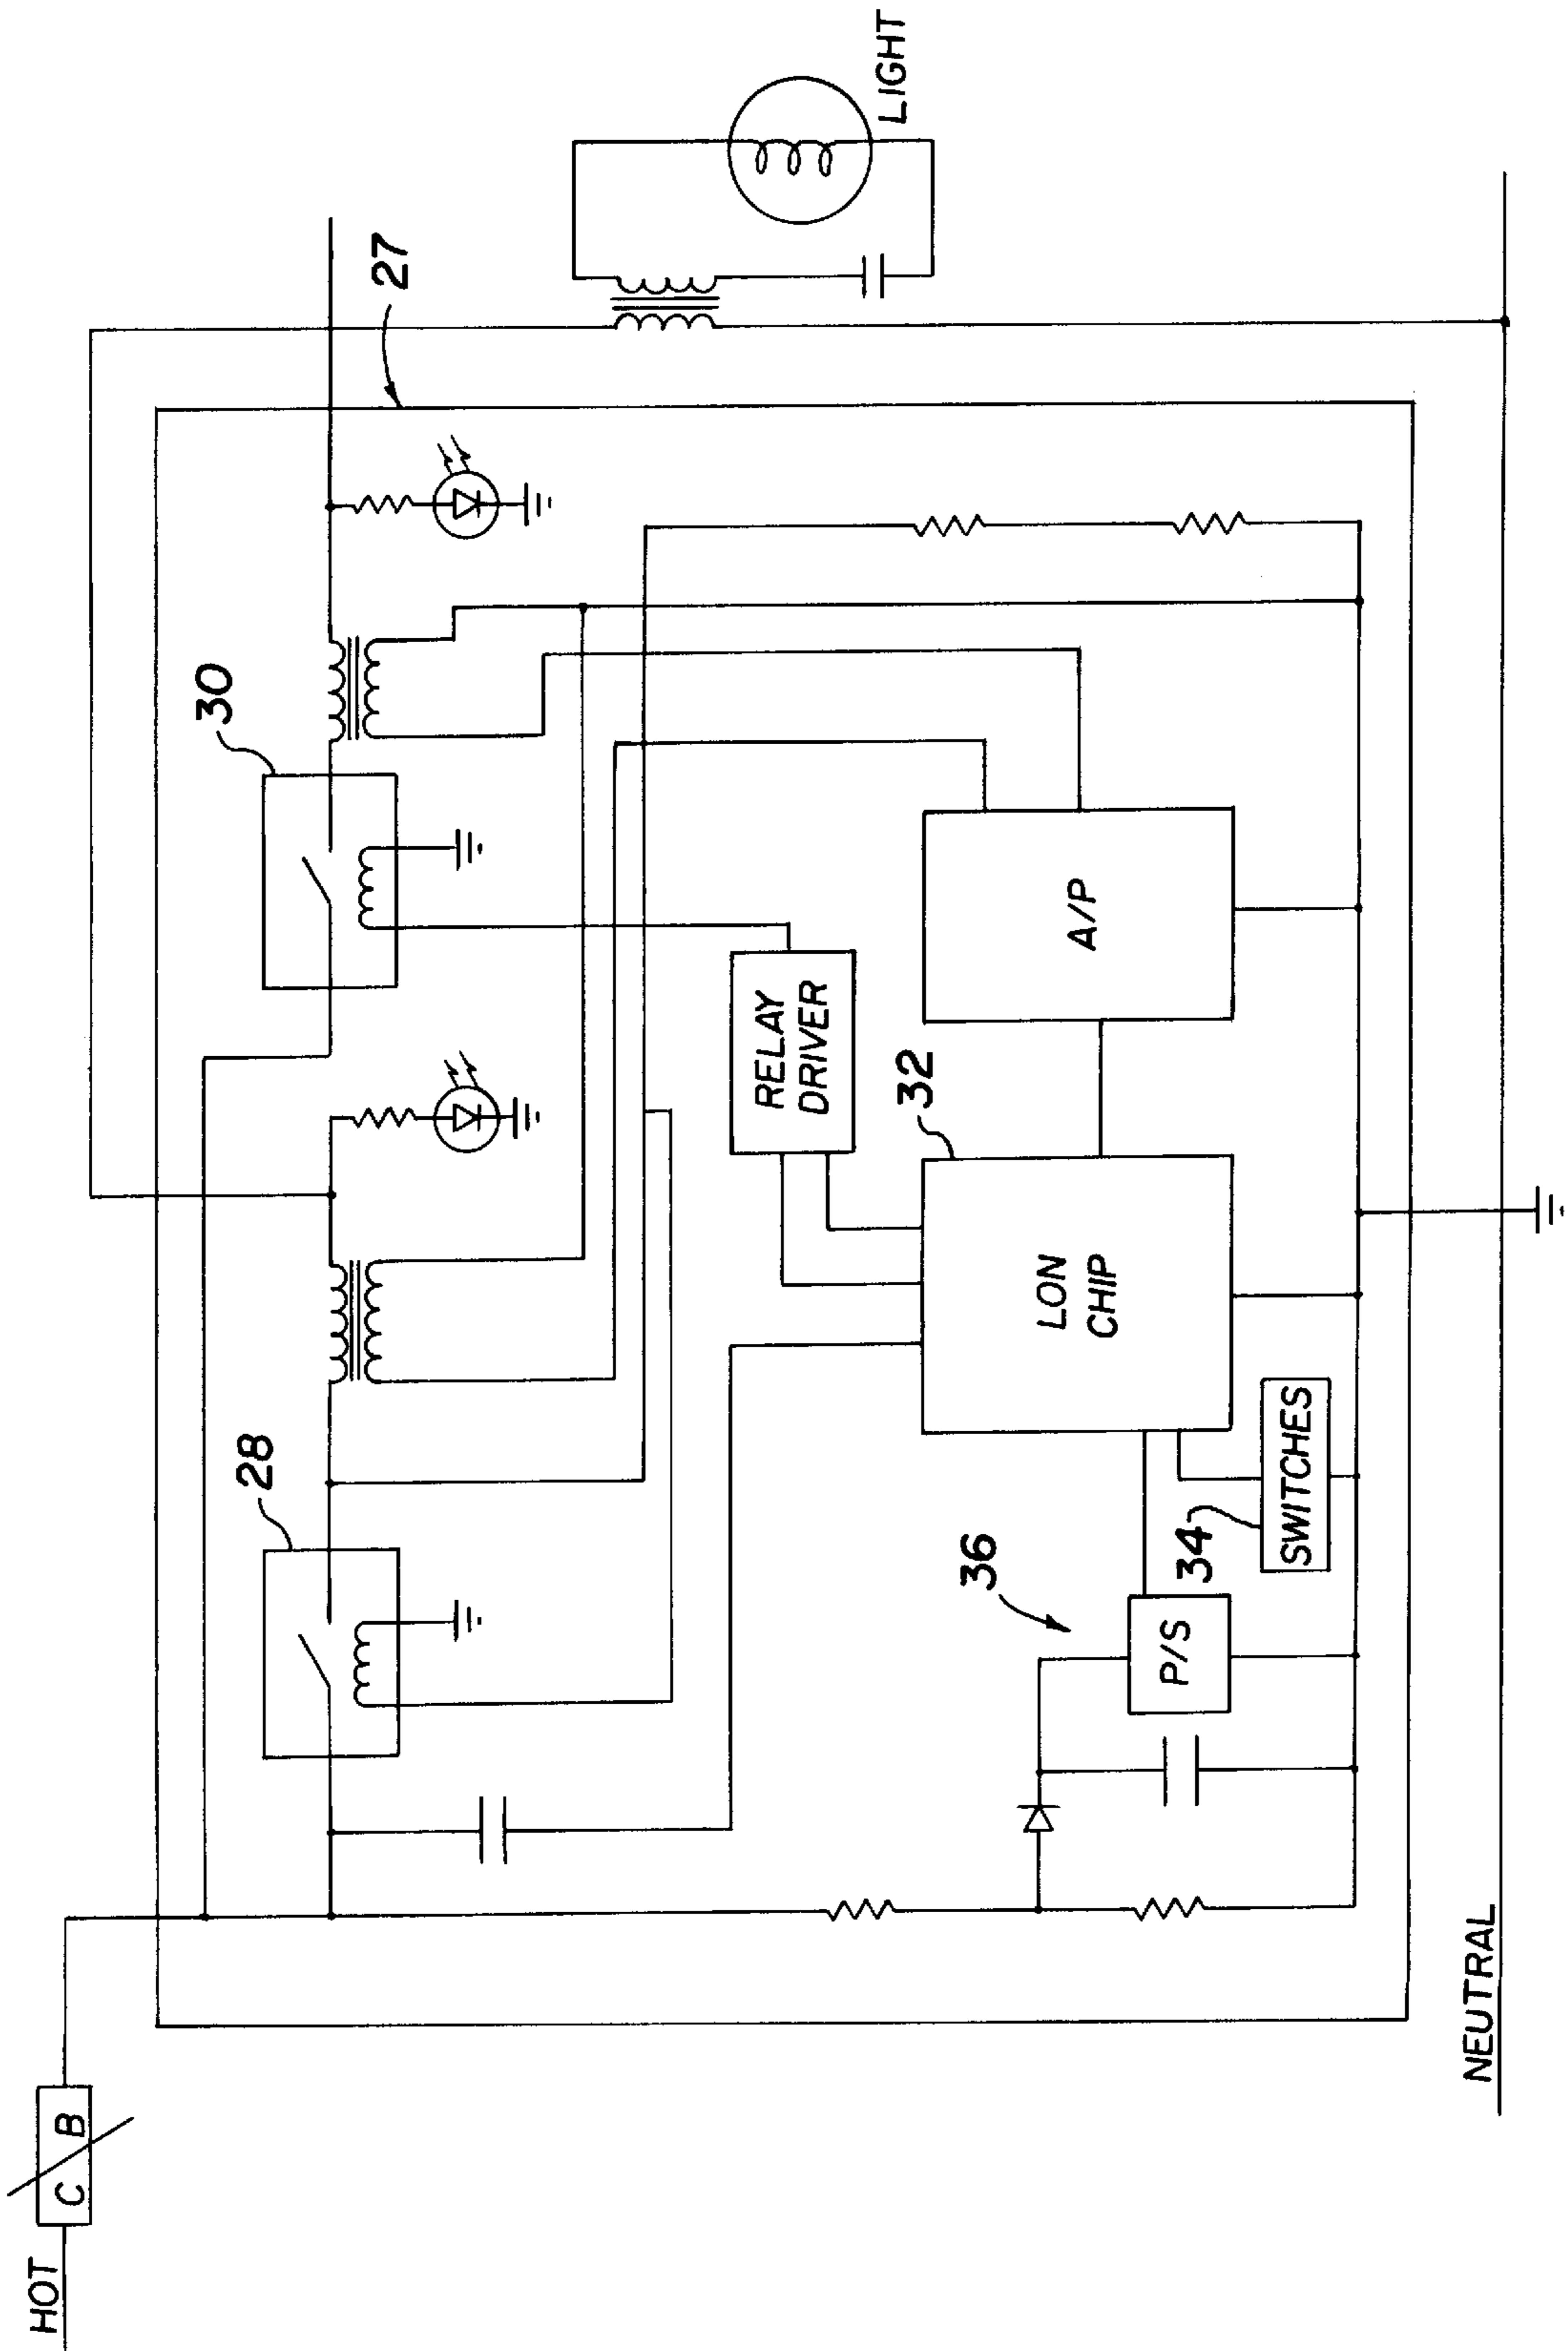 HOT
C B
27
LIGHT
28
30
RELAY
DRIVER
32
LON
CHIP
A/P
36
P/S
34
SWITCHES
NEUTRAL